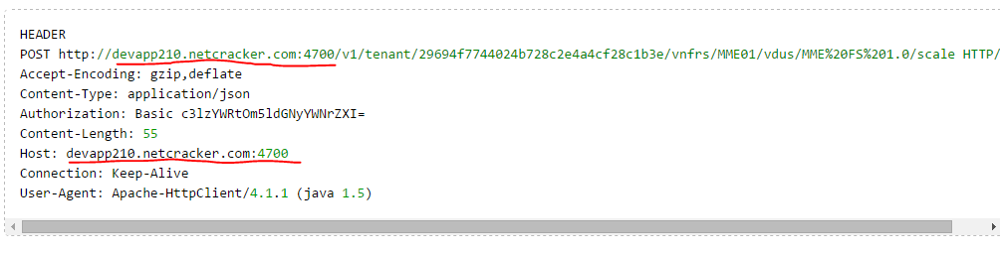 HEADER
POST http://devapp210.netcracker.com:4700/v1/tenant/29694f7744024b728c2e4a4cf28c1b3e/vnfrs/MME01/vdus/MME%20FS%201.0/scale HTTP/
Accept-Encoding: gzip,deflate
Content-Type: application/json
Authorization: Basic c3lzYWRtOm5ldGNyYWNrZXI=
Content-Length: 55
Host: devapp210.netcracker.com:4700
Connection: Keep-Alive
User-Agent: Apache-HttpClient/4.1.1 (java 1.5)